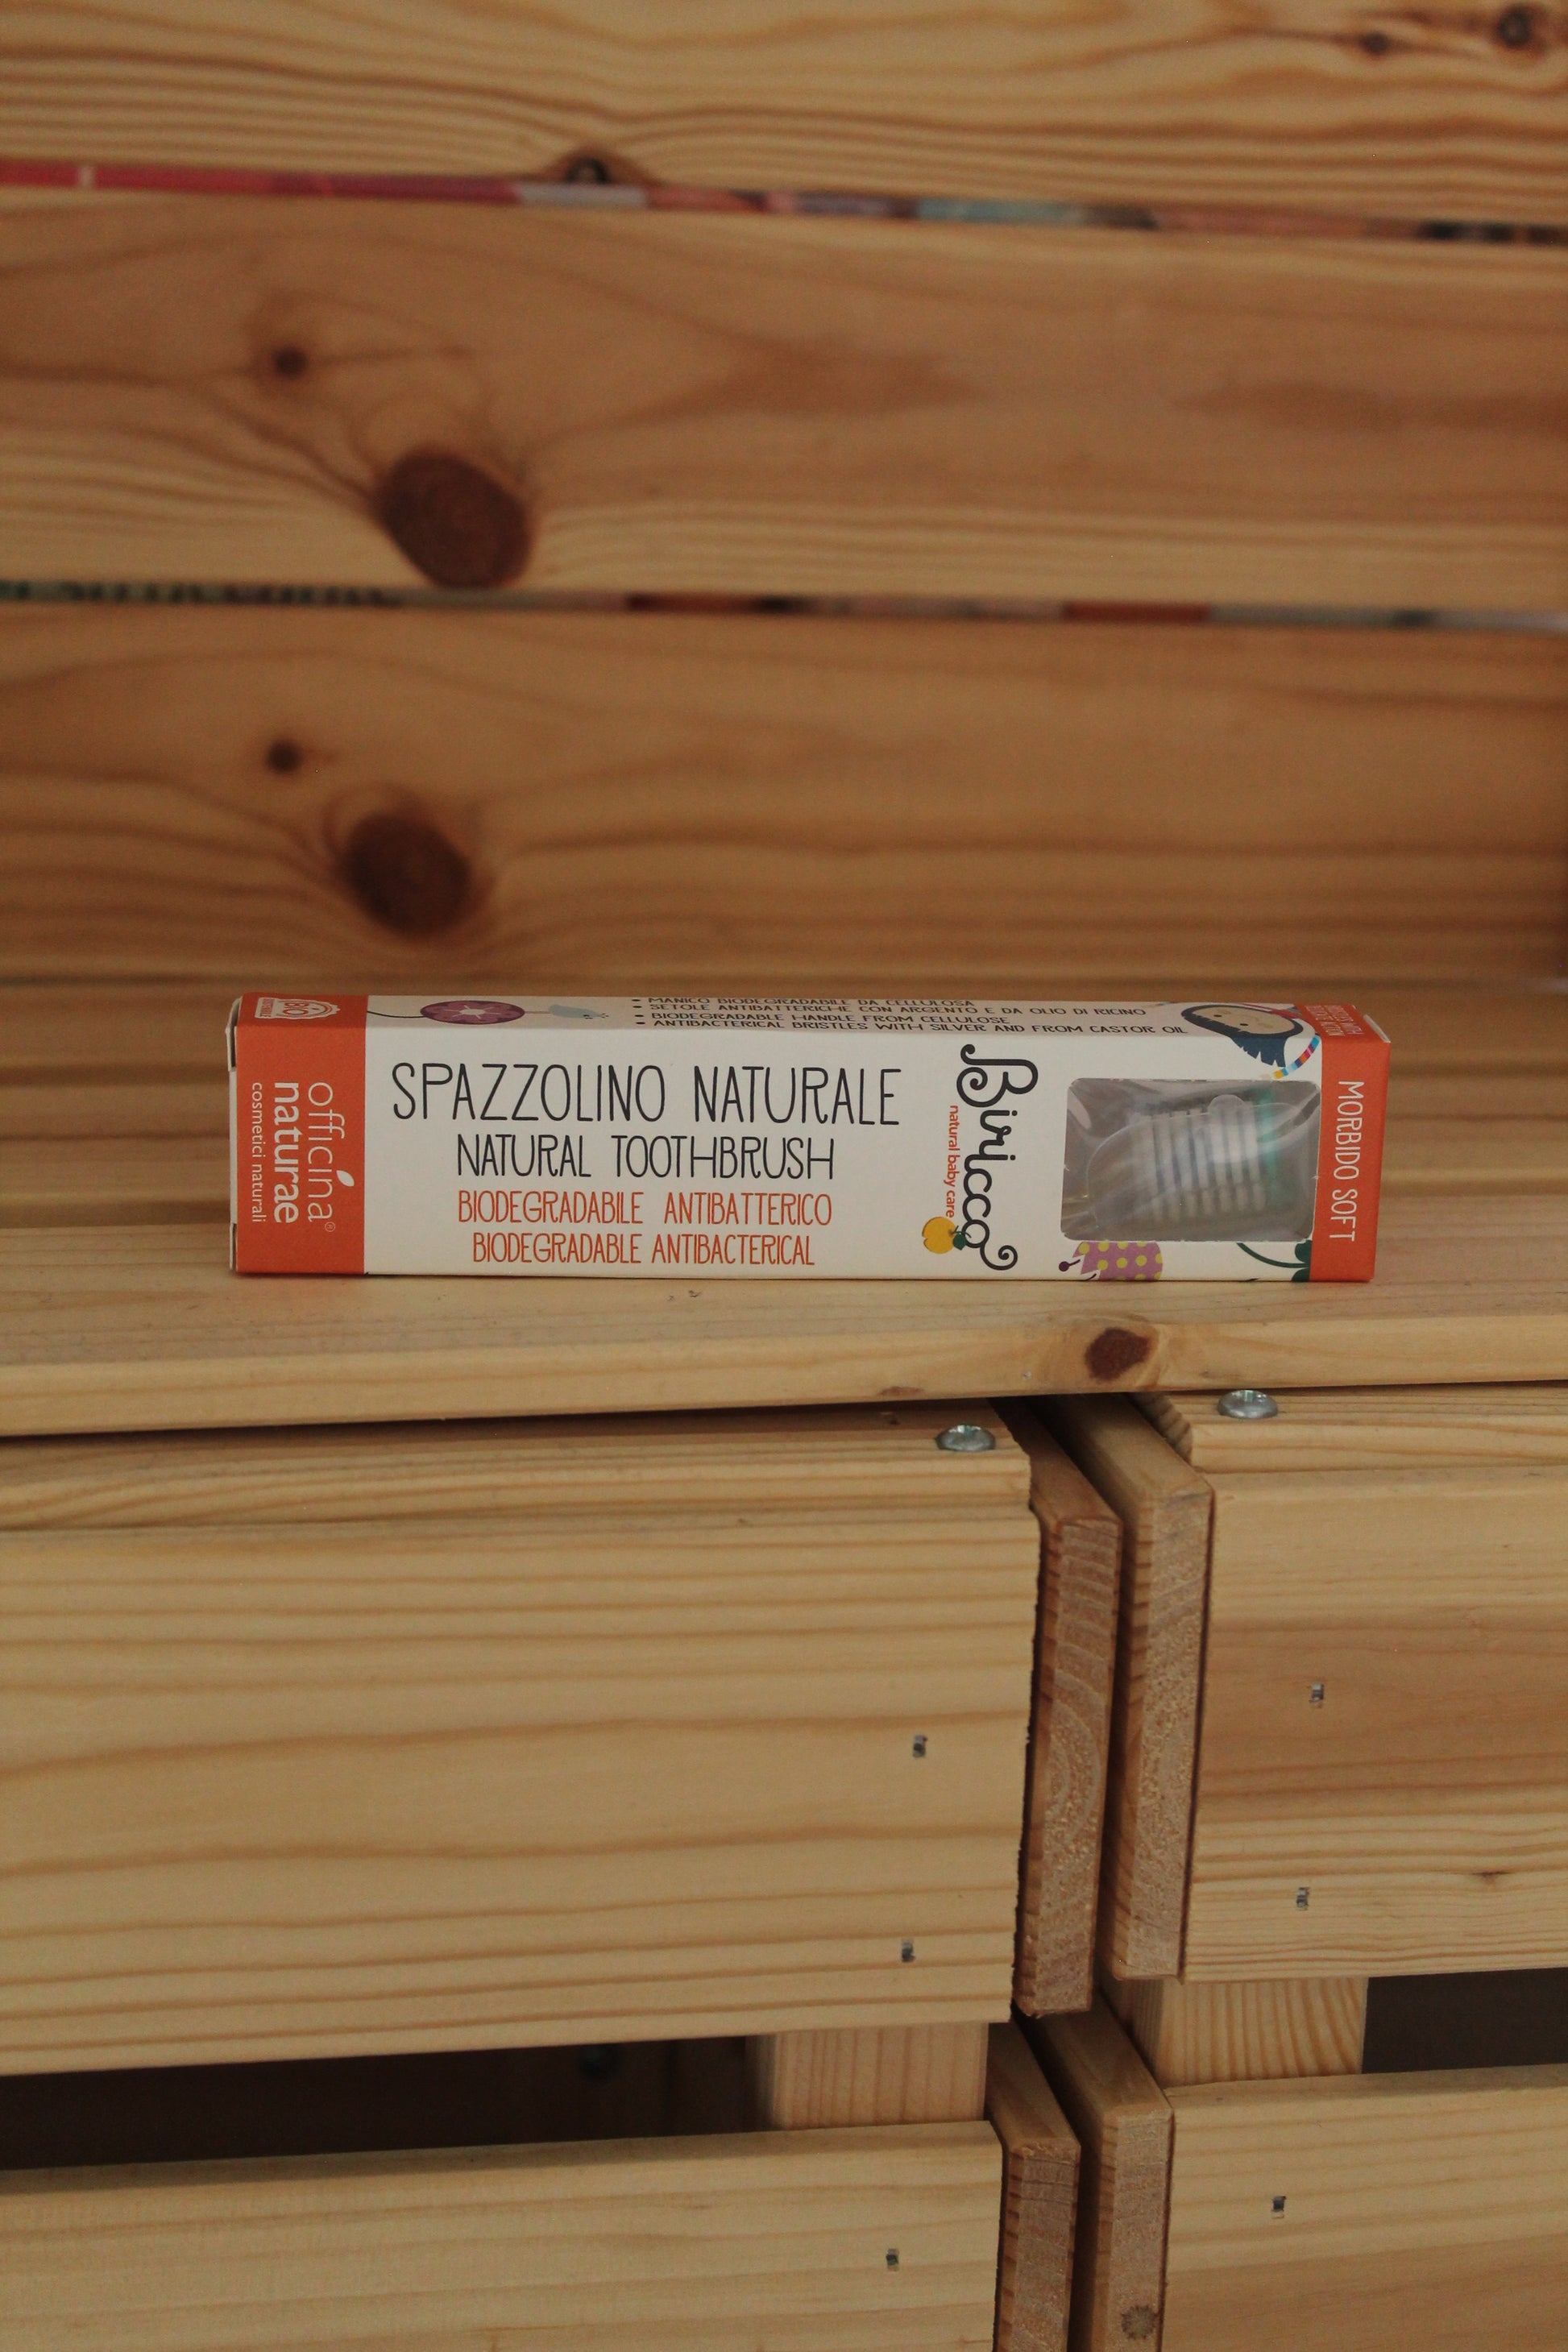 MANICO BIODEGRADABILE DA CELLULOSA
SETOLE ANTIBATTERICHE CON ARGENTO E DA OLIO DI RICINO
BIODEGRADABLE HANDLE FROM CELLULOSE
ANTIBACTERICAL BRISTLES WITH SILVER AND FROM CASTOR OIL
officina®
naturae
cosmetici naturali
SPAZZOLINO NATURALE
NATURAL TOOTHBRUSH
BIODEGRADABILE ANTIBATTERICO
BIODEGRADABLE ANTIBACTERICAL
Biricco
natural baby care
MORBIDO SOFT
BIO